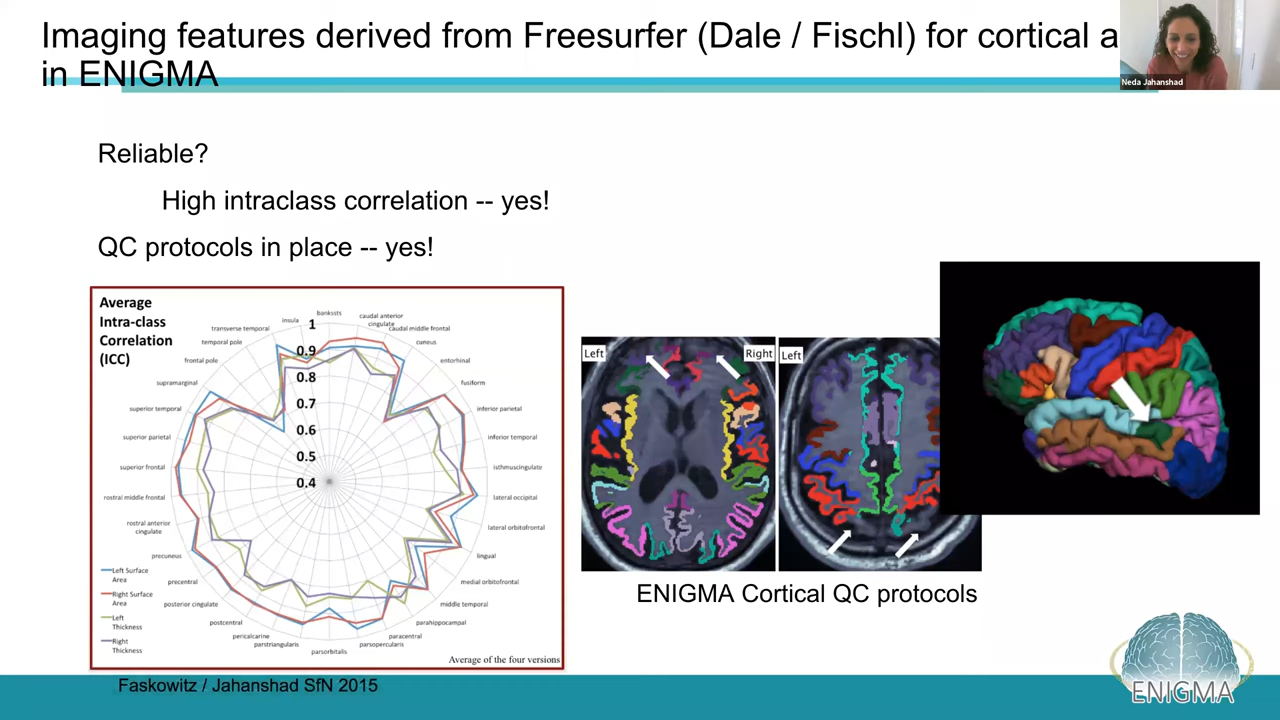 Imaging features derived from Freesurfer (Dale / Fischl) for cortical a
in ENIGMA
Neda Jahanshad
Reliable?
High intraclass correlation -- yes!
QC protocols in place -- yes!
Average
Intra-class
Correlation
(ICC)
bankssts
caudal anterior
cingulate
caudal middle frontal
cuneus
entorhinal
fusiform
inferior parietal
inferior temporal
isthmuscingulate
lateral occipital
lateral orbitofrontal
lingual
medial orbitofrontal
middle temporal
parahippocampal
paracentral
parsopercularis
parsorbitalis
parstriangularis
pericalcarine
postcentral
posterior cingulate
precentral
precuneus
rostral anterior
cingulate
rostral middle frontal
superior frontal
superior parietal
superior temporal
supramarginal
frontal pole
temporal pole
transverse temporal
insula
1
0.9
0.8
0.7
0.6
0.5
0.4
Left Surface
Area
Right Surface
Area
Left
Thickness
Right
Thickness
Average of the four versions
Left
Right
Left
ENIGMA Cortical QC protocols
Faskowitz / Jahanshad SfN 2015
ENIGMA